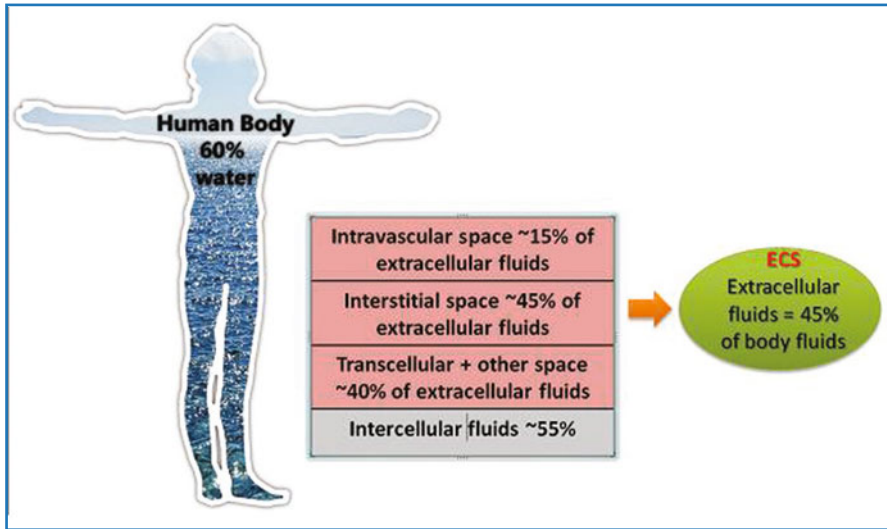 Human Body
60%
water
Intravascular space ~15% of
extracellular fluids
Interstitial space ~45% of
extracellular fluids
Transcellular + other space
~40% of extracellular fluids
Intercellular fluids ~55%
ECS
Extracellular
fluids = 45%
of body fluids